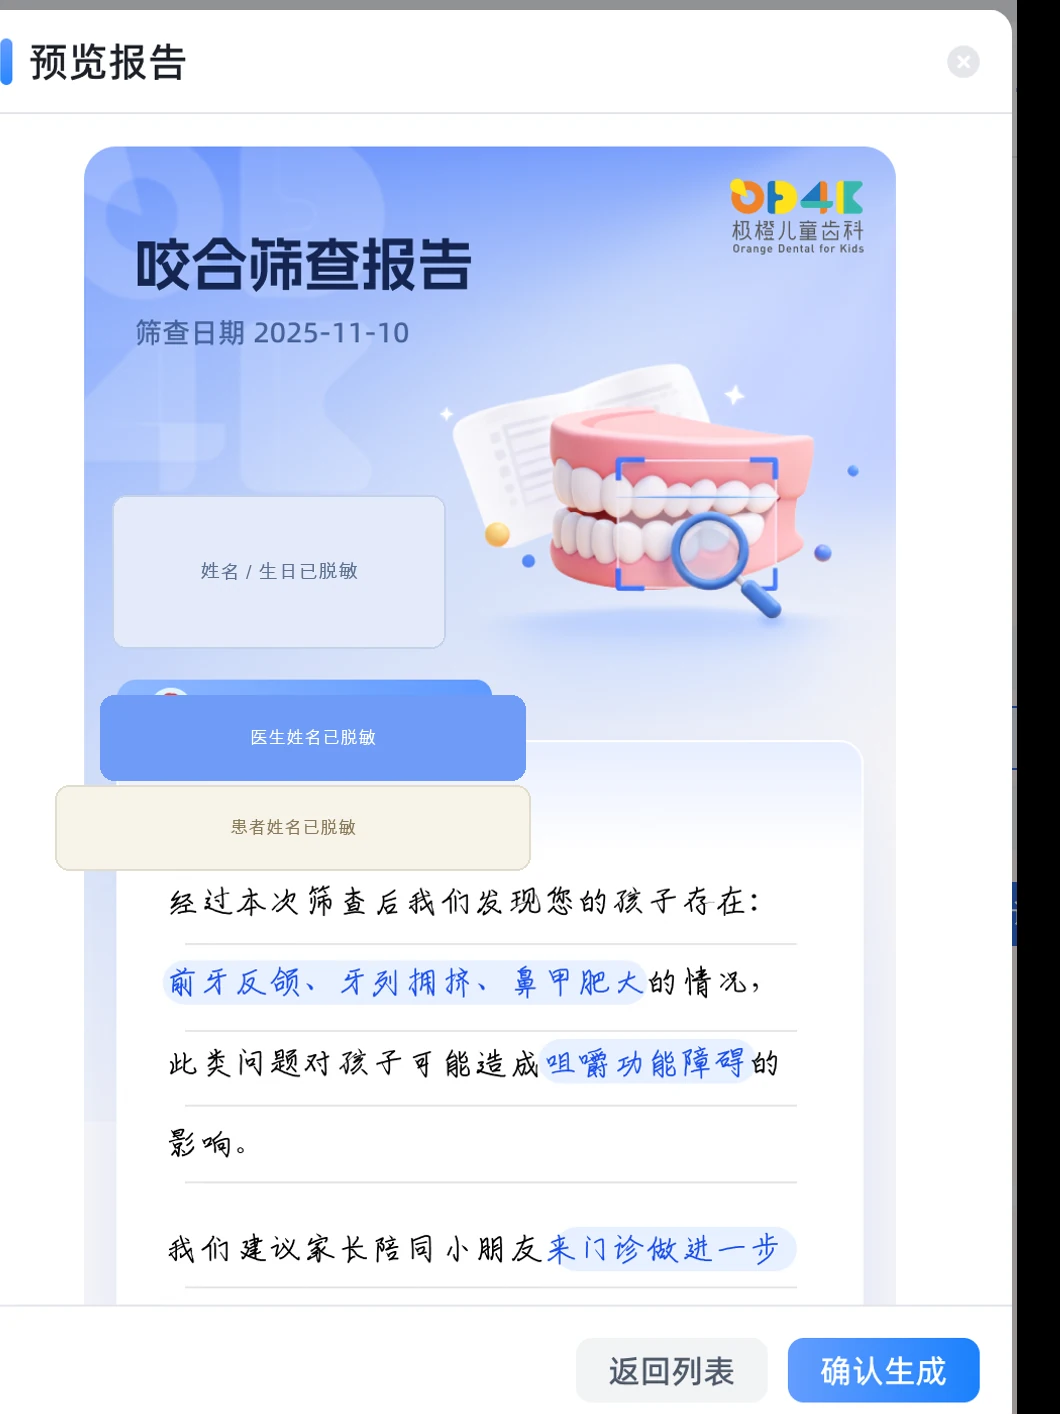 预览报告
OD4K
极橙儿童齿科
Orange Dental for Kids
咬合筛查报告
筛查日期 2025-11-10
姓名 / 生日已脱敏
医生姓名已脱敏
患者姓名已脱敏
经过本次筛查后我们发现您的孩子存在：
前牙反颌、牙列拥挤、鼻甲肥大的情况，
此类问题对孩子可能造成咀嚼功能障碍的
影响。
我们建议家长陪同小朋友来门诊做进一步
返回列表
确认生成